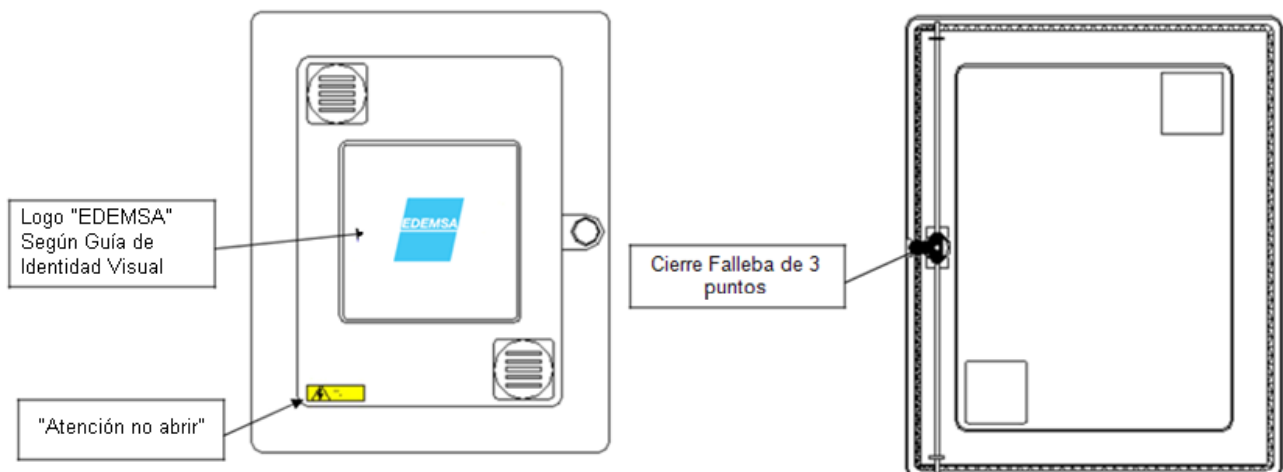 Logo "EDEMSA"
Según Guía de
Identidad Visual
EDEMSA
"Atención no abrir"
Cierre Falleba de 3
puntos